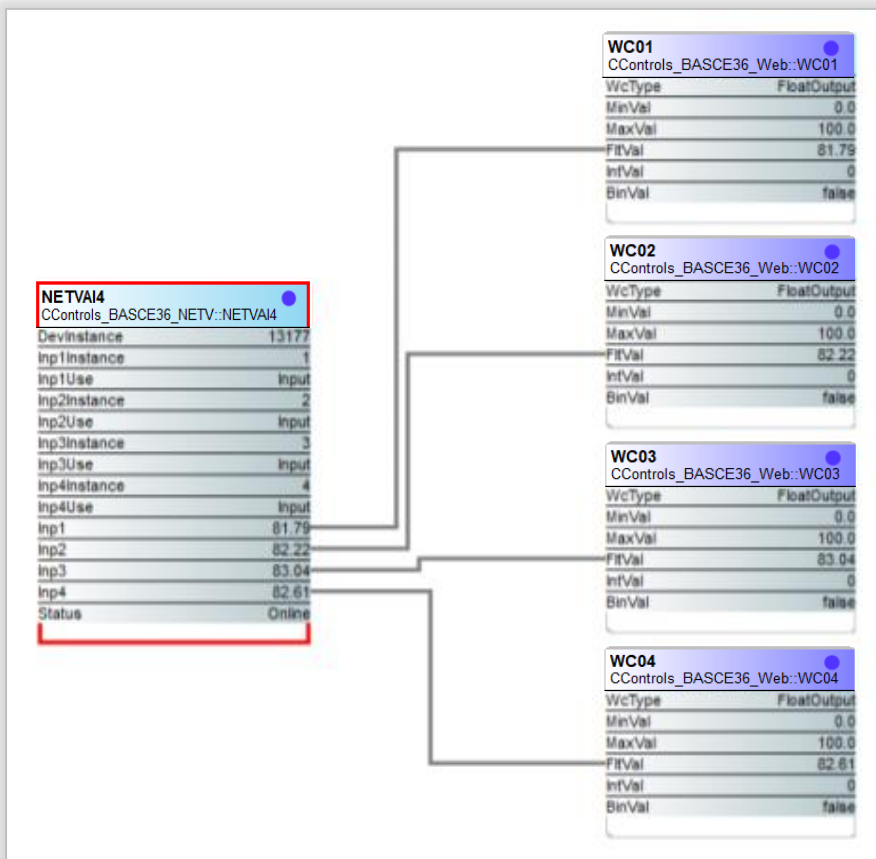 WC01
CControls_BASCE36_Web::WC01
WcType FloatOutput
MinVal 0.0
MaxVal 100.0
FltVal 81.79
IntVal 0
BinVal false
WC02
CControls_BASCE36_Web::WC02
WcType FloatOutput
MinVal 0.0
MaxVal 100.0
FltVal 82.22
IntVal 0
BinVal false
NETVAI4
CControls_BASCE36_NETV::NETVAI4
DevInstance 13177
Inp1Instance 1
Inp1Use Input
Inp2Instance 2
Inp2Use Input
Inp3Instance 3
Inp3Use Input
Inp4Instance 4
Inp4Use Input
Inp1 81.79
Inp2 82.22
Inp3 83.04
Inp4 82.61
Status Online
WC03
CControls_BASCE36_Web::WC03
WcType FloatOutput
MinVal 0.0
MaxVal 100.0
FltVal 83.04
IntVal 0
BinVal false
WC04
CControls_BASCE36_Web::WC04
WcType FloatOutput
MinVal 0.0
MaxVal 100.0
FltVal 82.61
IntVal 0
BinVal false